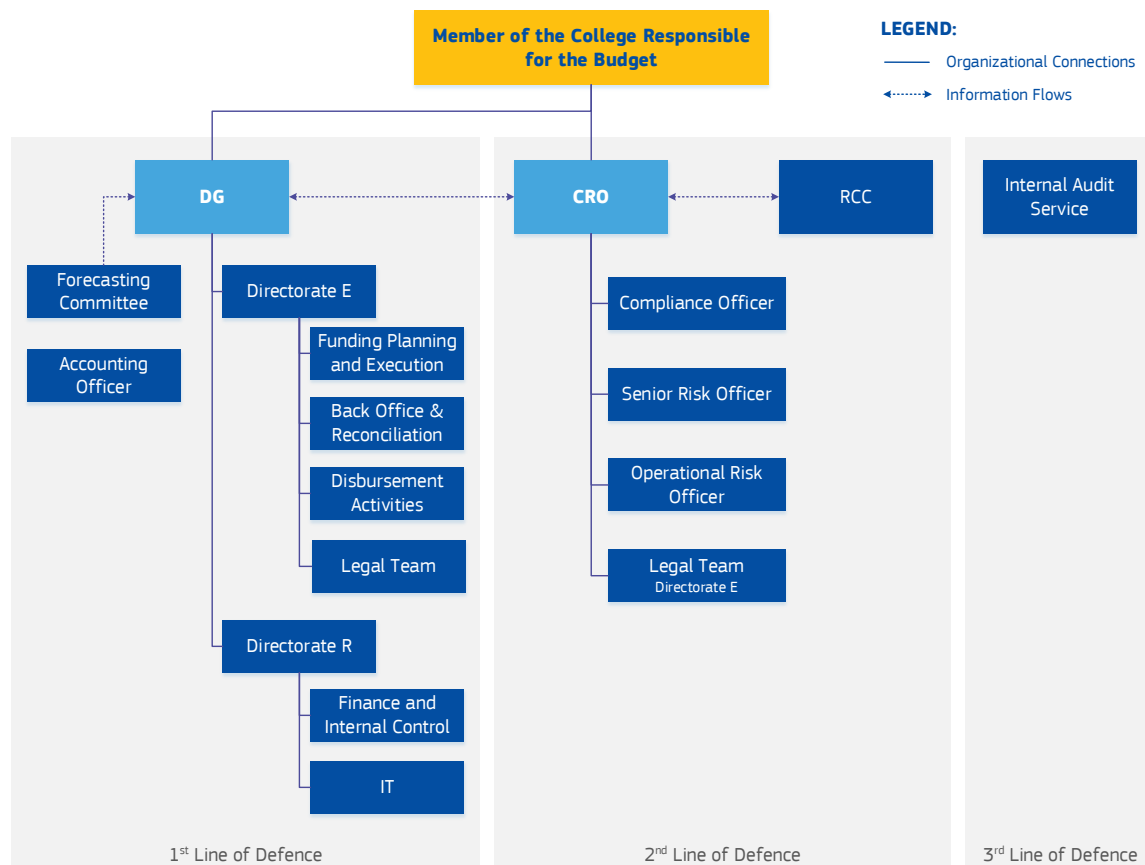 Member of the College Responsible
for the Budget
LEGEND:
Organizational Connections
Information Flows
DG
CRO
RCC
Internal Audit
Service
Forecasting
Committee
Accounting
Officer
Directorate E
Funding Planning
and Execution
Back Office &
Reconciliation
Disbursement
Activities
Legal Team
Directorate R
Finance and
Internal Control
IT
Compliance Officer
Senior Risk Officer
Operational Risk
Officer
Legal Team
Directorate E
1st Line of Defence
2nd Line of Defence
3rd Line of Defence